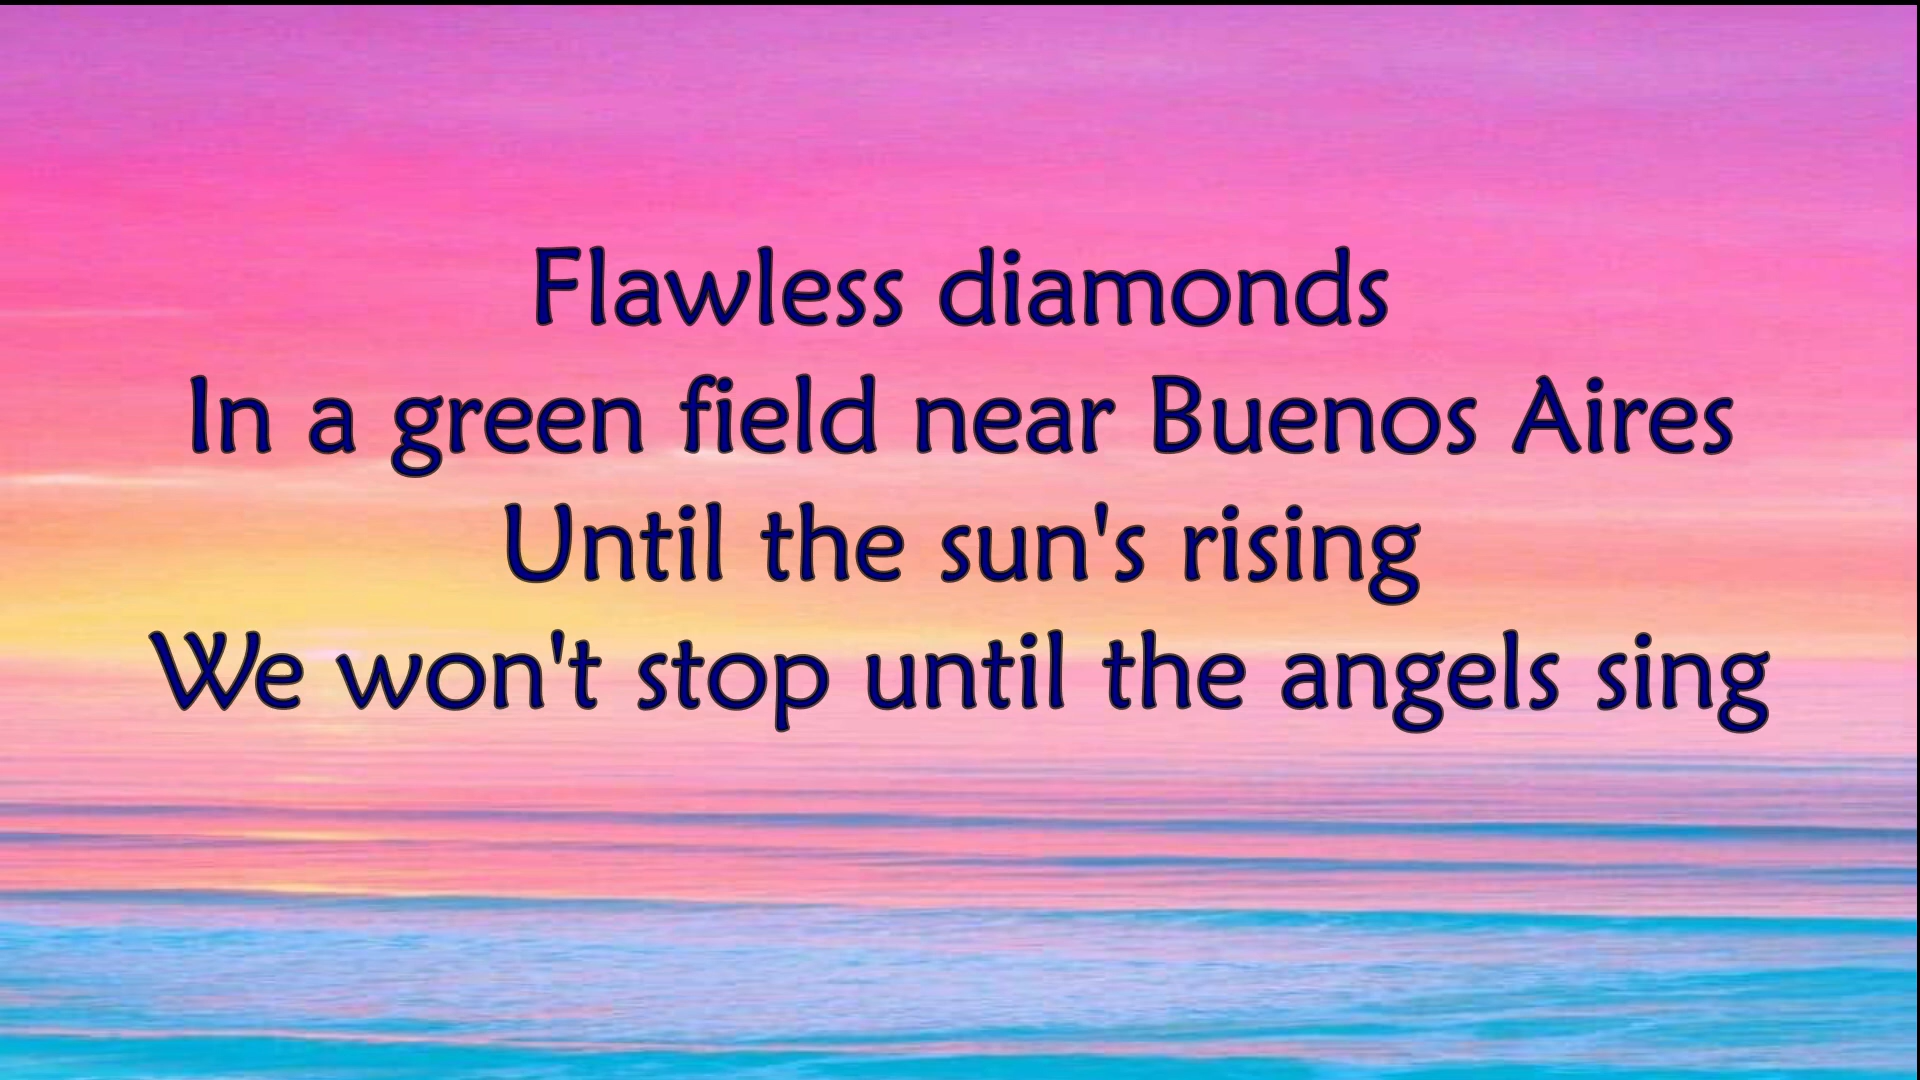 Flawless diamonds
In a green field near Buenos Aires
Until the sun's rising
We won't stop until the angels sing